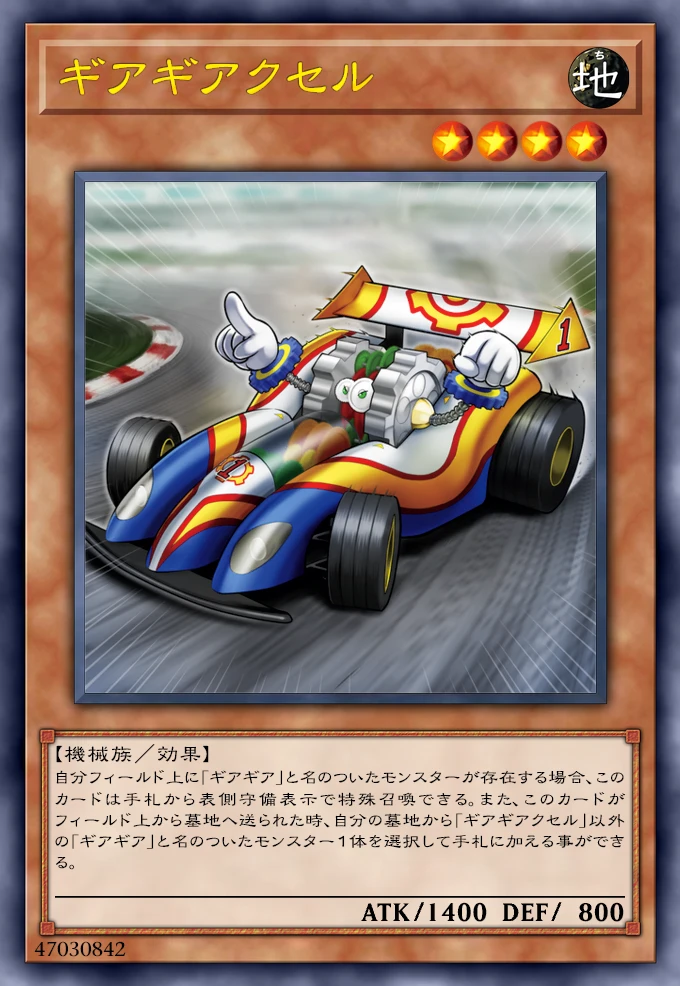 ギアギアクセル
ち
地
1
1
【機械族／効果】
自分フィールド上に「ギアギア」と名のついたモンスターが存在する場合、この
カードは手札から表側守備表示で特殊召喚できる。また、このカードが
フィールド上から墓地へ送られた時、自分の墓地から「ギアギアクセル」以外
の「ギアギア」と名のついたモンスター１体を選択して手札に加える事ができ
る。
ATK/1400 DEF/ 800
47030842